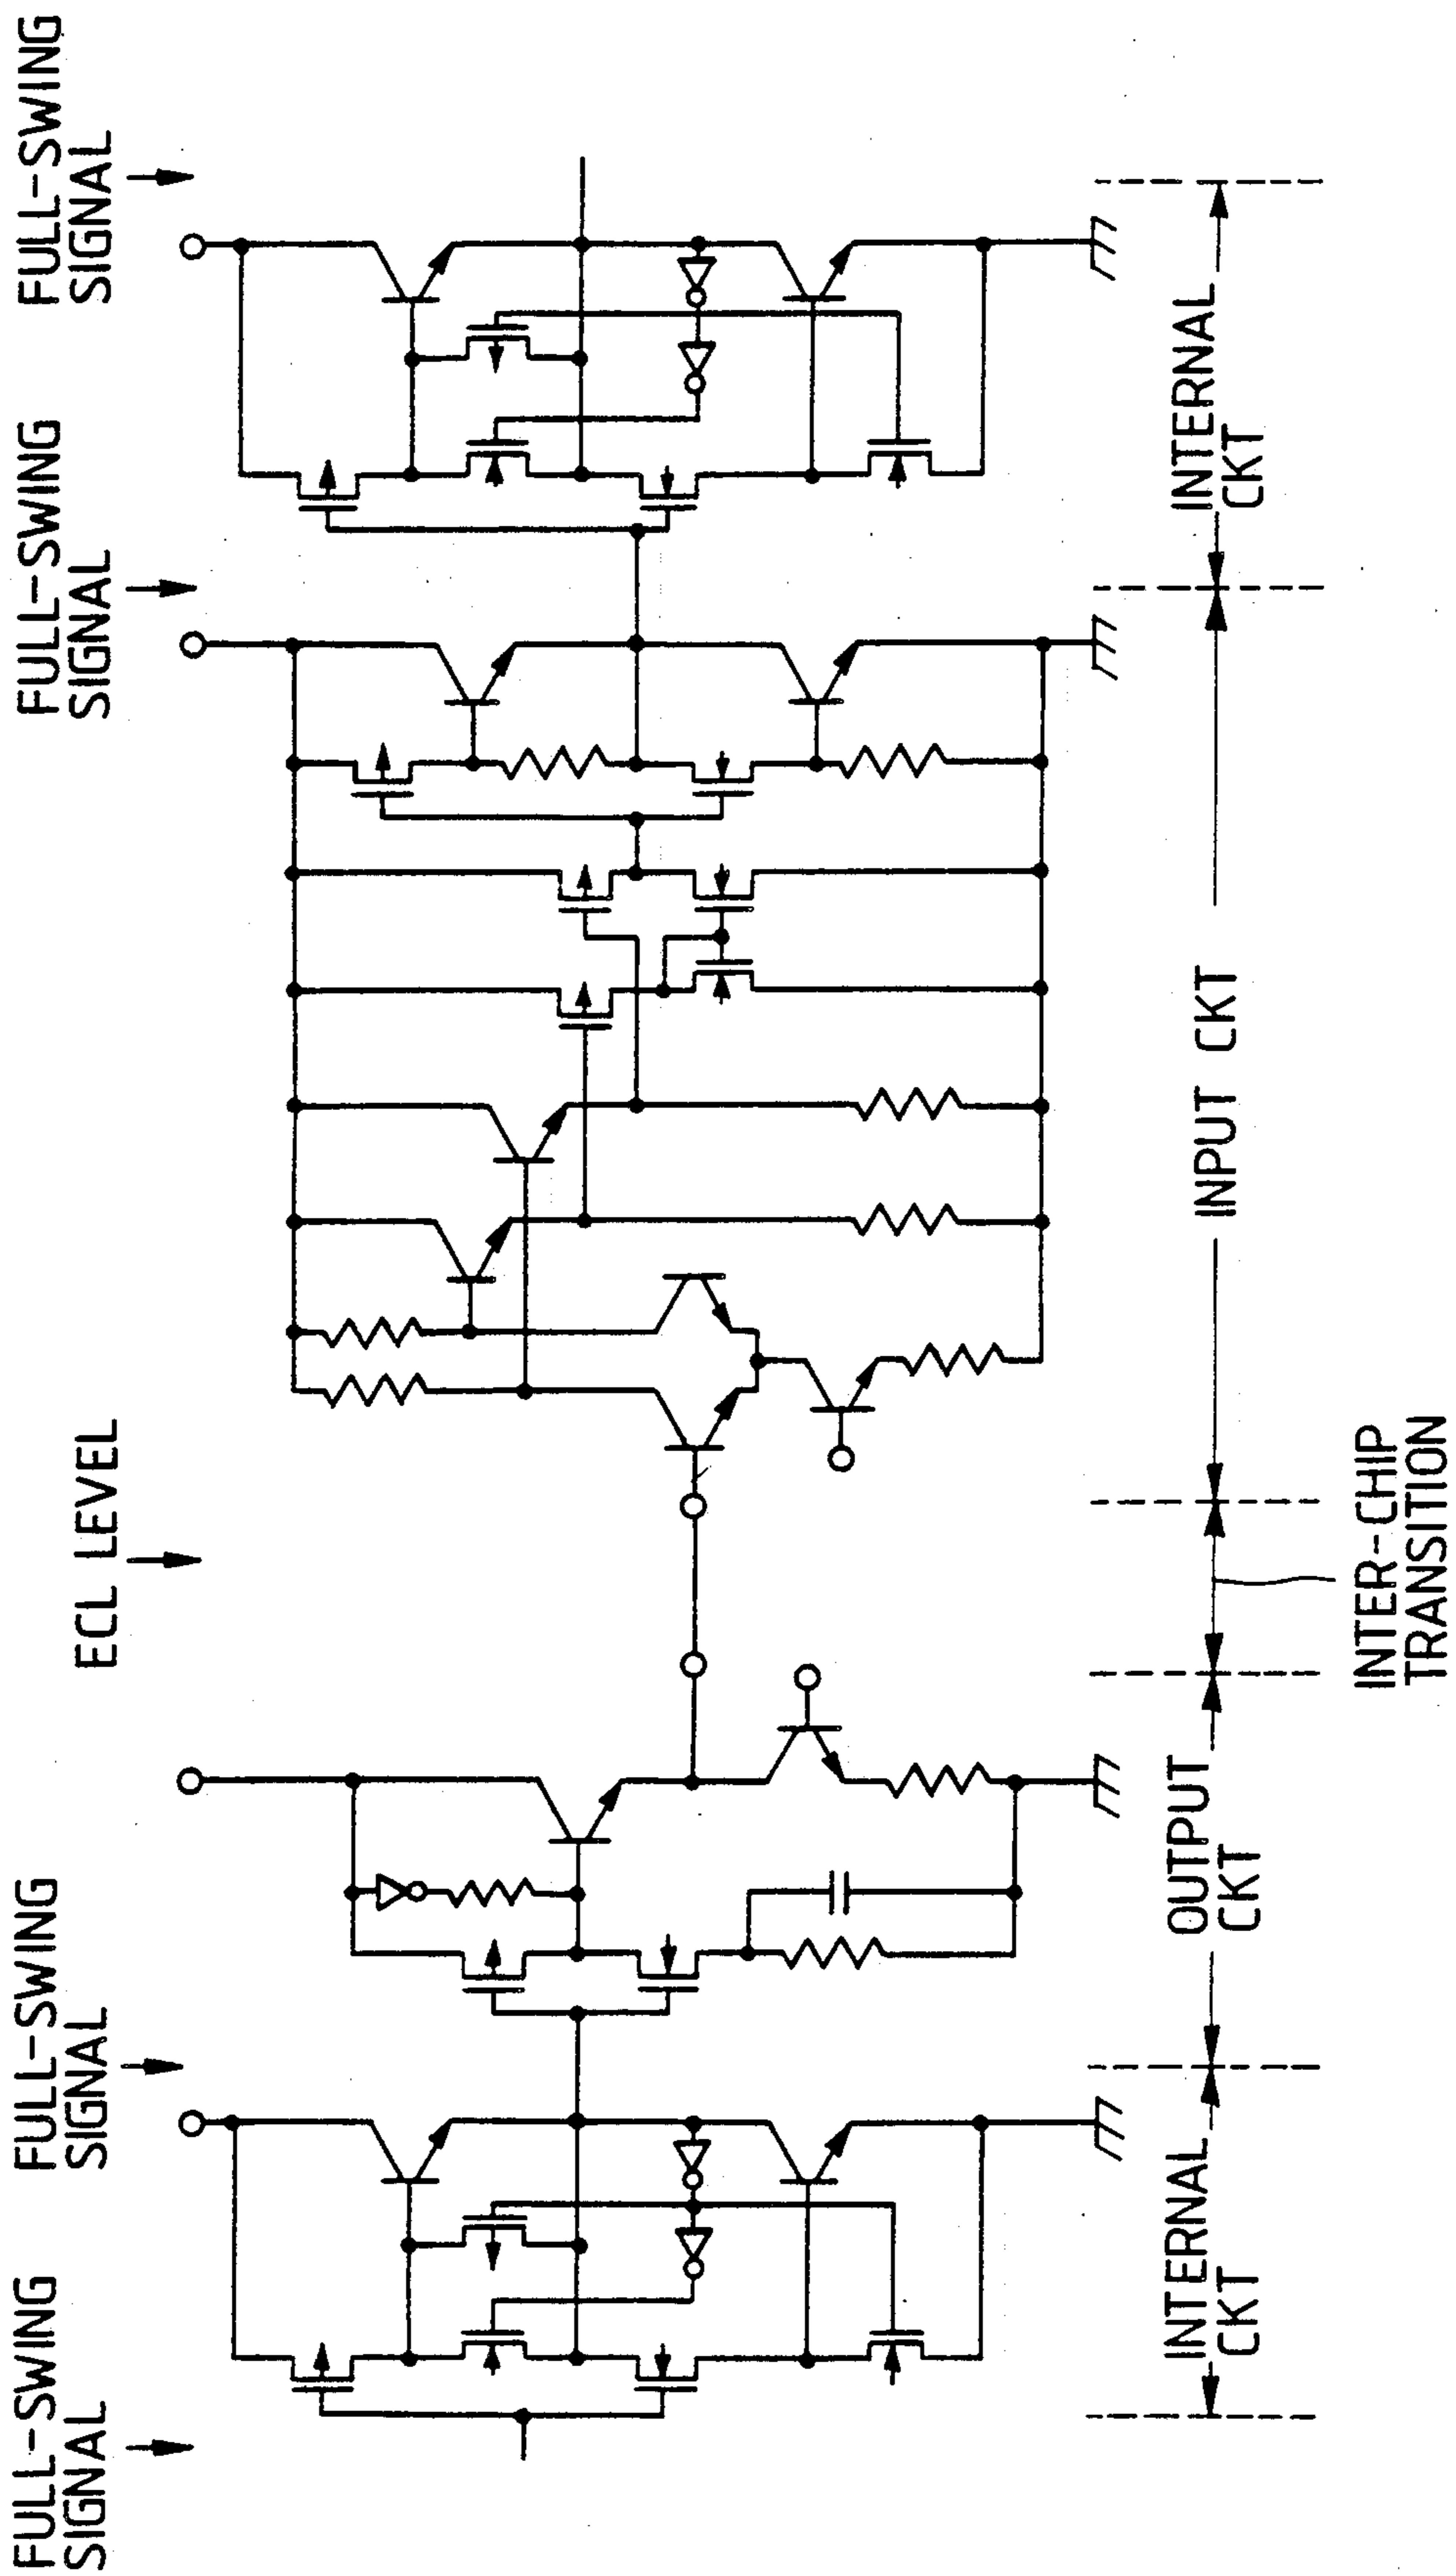 FULL-SWING
SIGNAL
FULL-SWING
SIGNAL
ECL LEVEL
FULL-SWING
SIGNAL
FULL-SWING
SIGNAL
INTERNAL
CKT
OUTPUT
CKT
INTER-CHIP
TRANSITION
INPUT CKT
INTERNAL
CKT